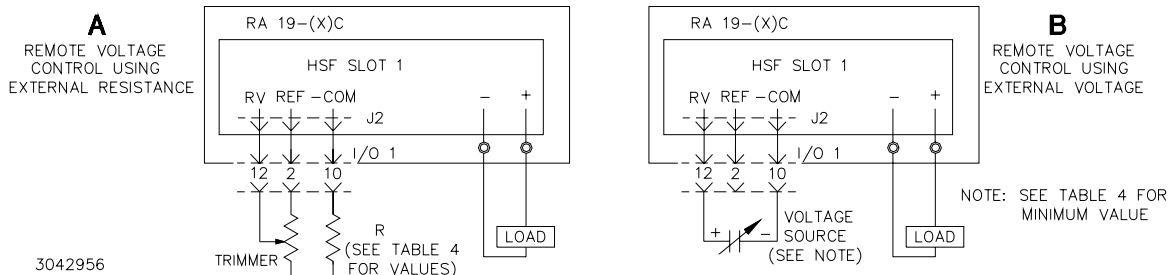 A
REMOTE VOLTAGE
CONTROL USING
EXTERNAL RESISTANCE
RA 19-(X)C
HSF SLOT 1
RV REF -COM
- +
J2
I/O 1
12 2 10
TRIMMER
R
(SEE TABLE 4
FOR VALUES)
LOAD
3042956
RA 19-(X)C
HSF SLOT 1
RV REF -COM
- +
J2
I/O 1
12 2 10
+ -
VOLTAGE
SOURCE
(SEE NOTE)
LOAD
B
REMOTE VOLTAGE
CONTROL USING
EXTERNAL VOLTAGE
NOTE: SEE TABLE 4 FOR
MINIMUM VALUE